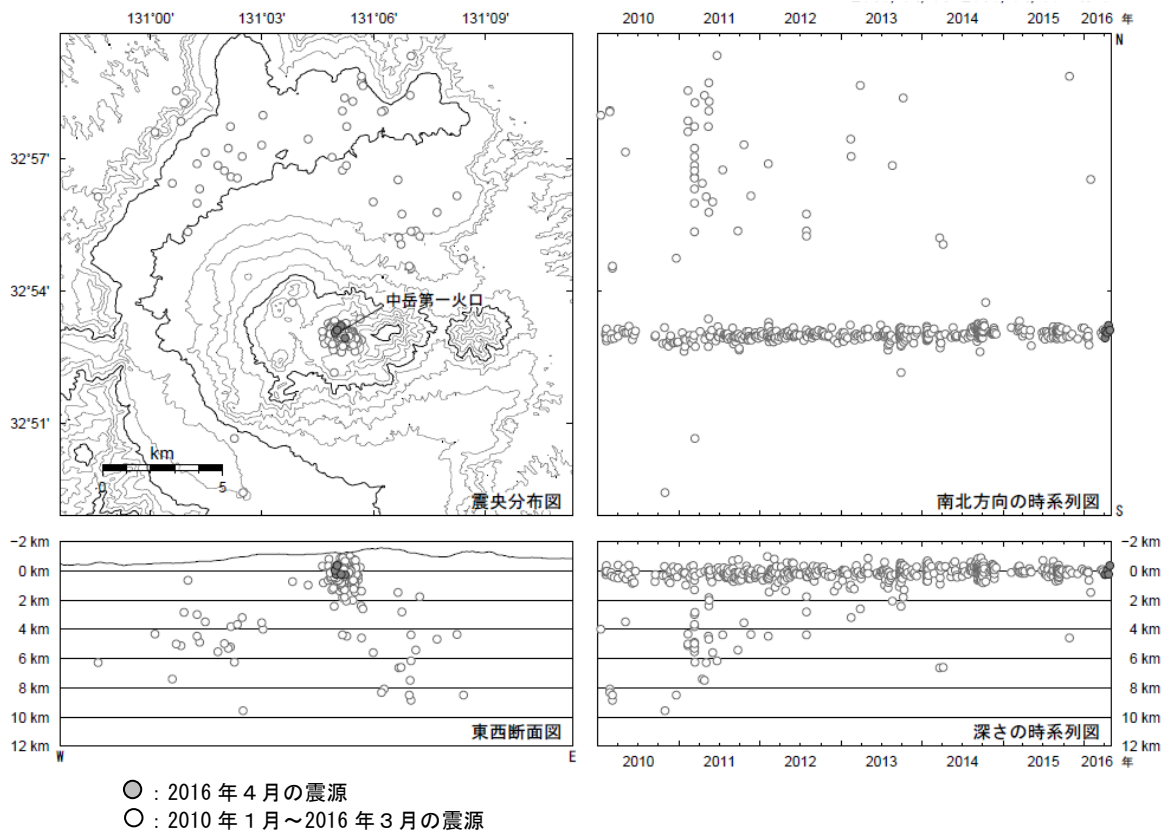 131°00' 131°03' 131°06' 131°09'
2010 2011 2012 2013 2014 2015 2016 年
N
32°57'
32°54'
中岳第一火口
32°51'
km
0 5
震央分布図
南北方向の時系列図
S
-2 km
0 km
2 km
4 km
6 km
8 km
10 km
12 km
東西断面図
W E
深さの時系列図
-2 km
0 km
2 km
4 km
6 km
8 km
10 km
12 km
2010 2011 2012 2013 2014 2015 2016 年
:2016 年4月の震源
:2010 年1月~2016 年3月の震源